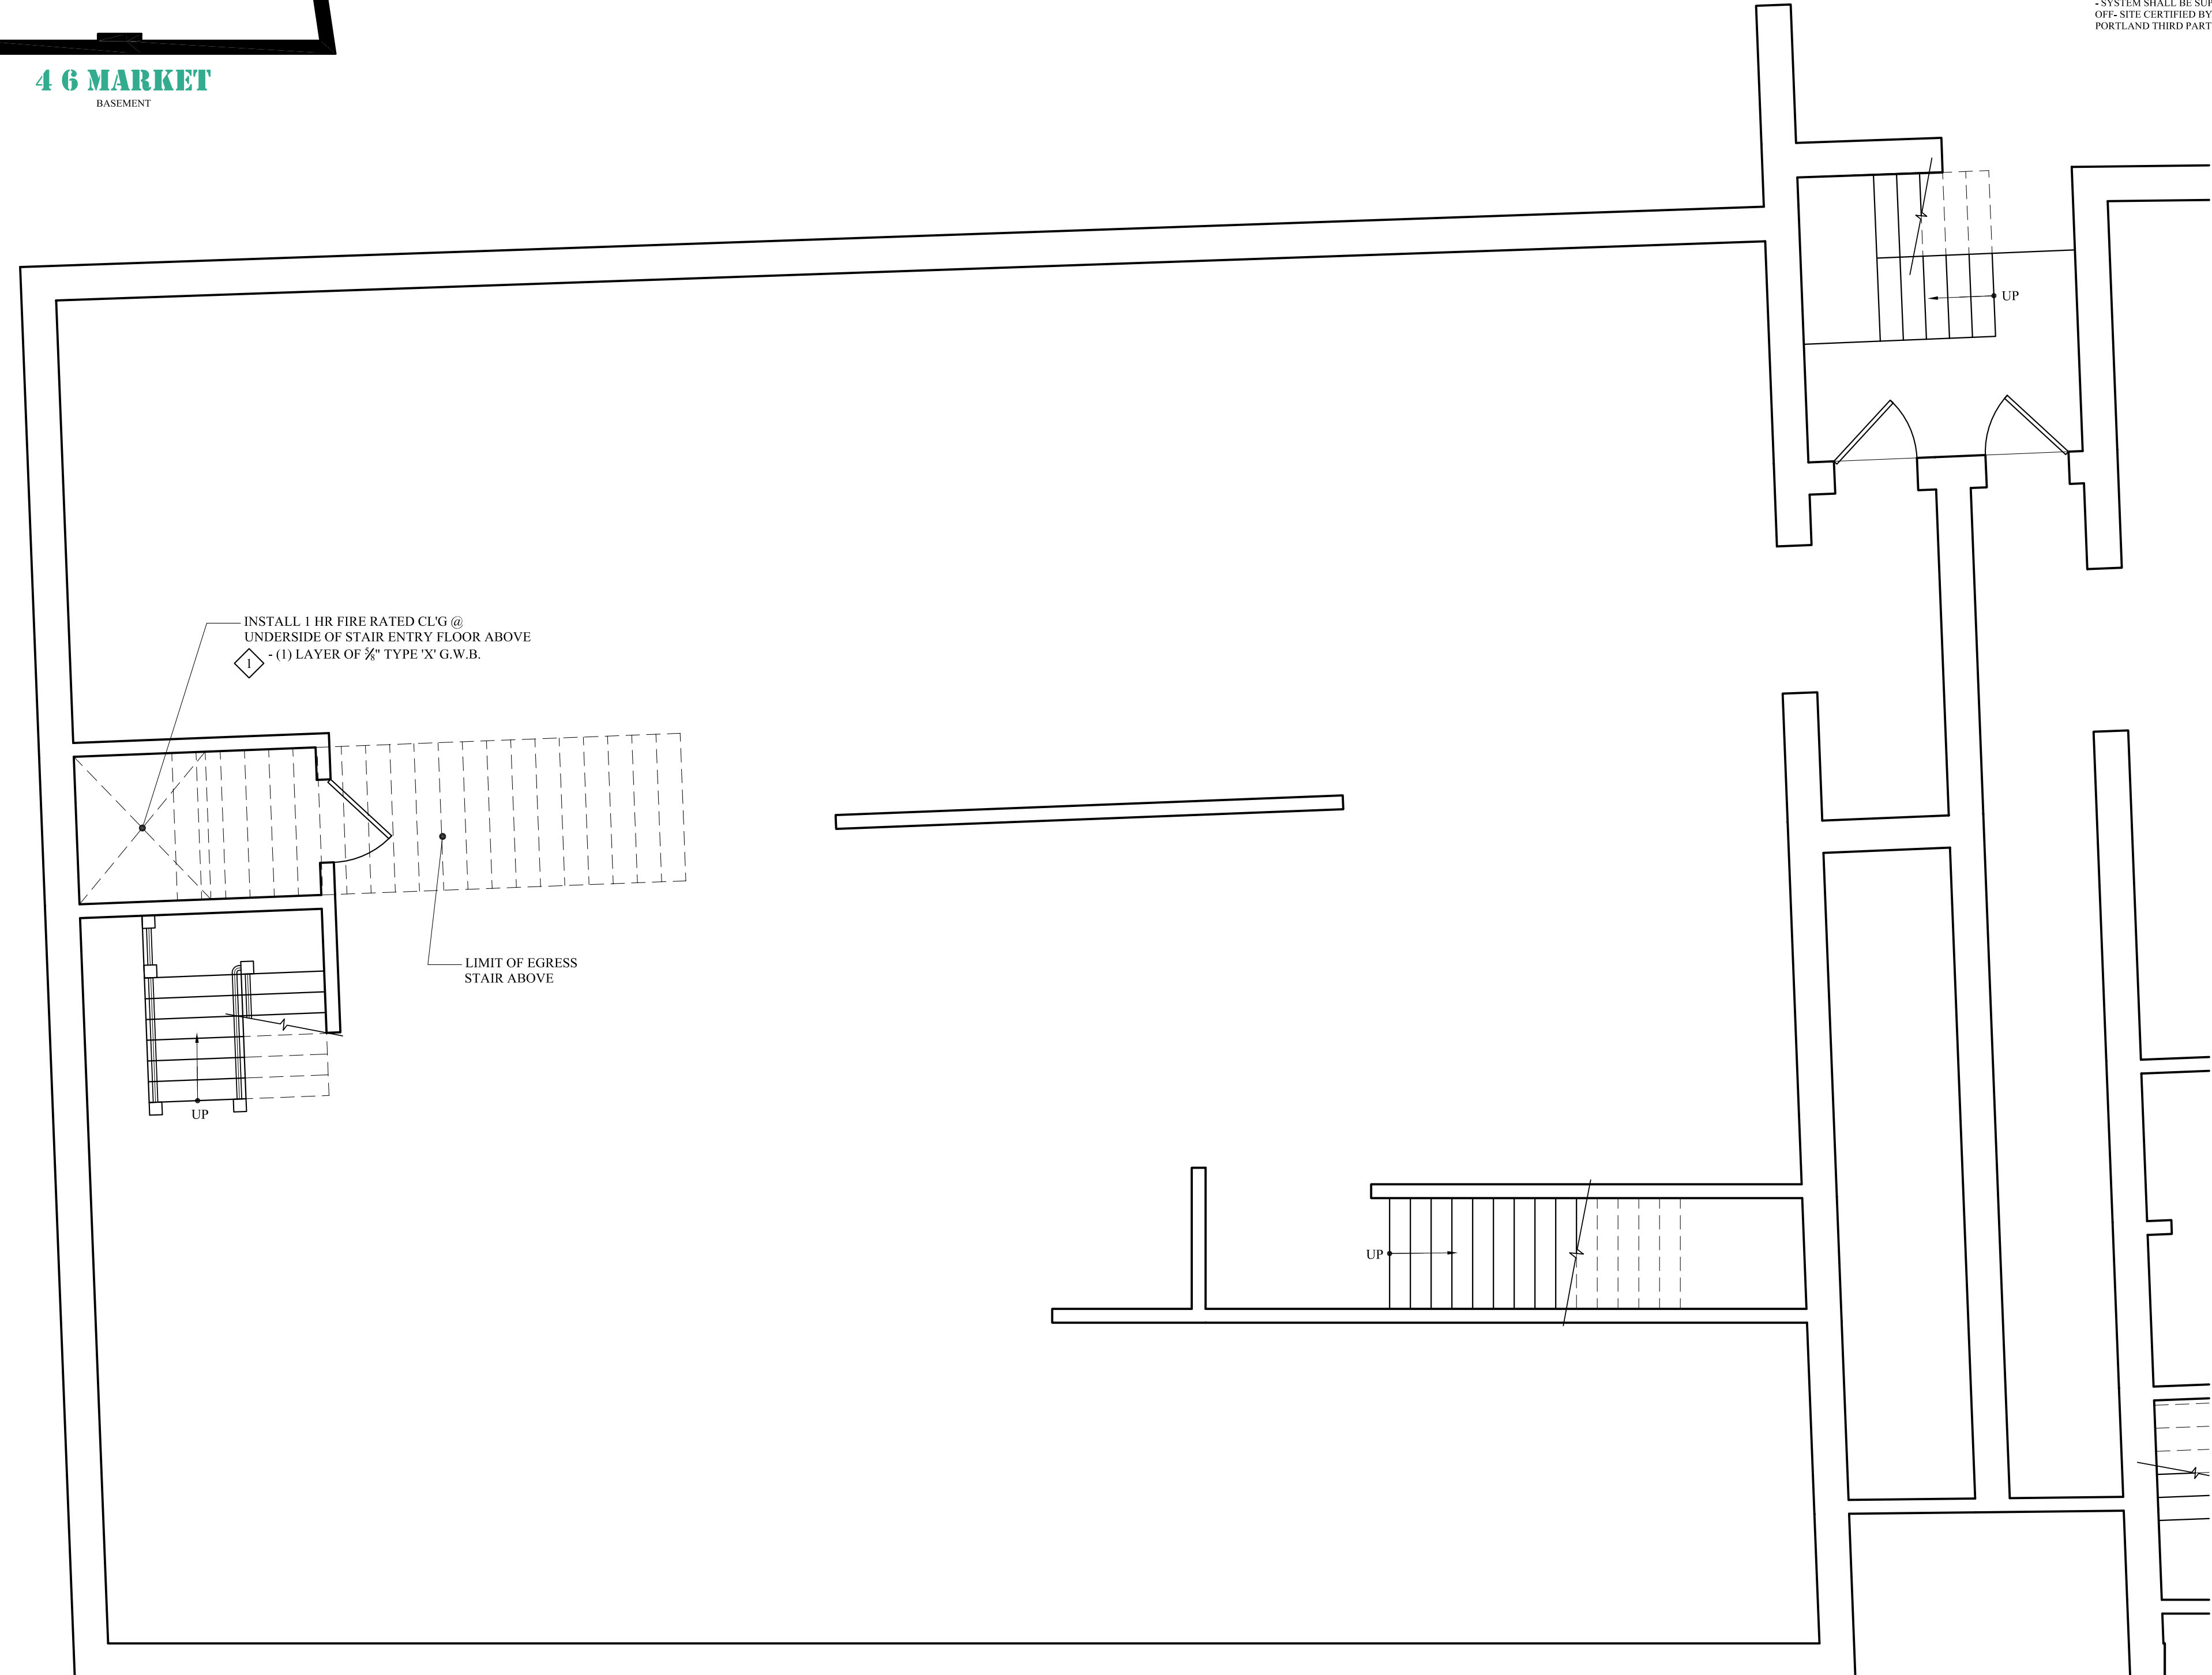 - SYSTEM SHALL BE
OFF- SITE CERTIFIED BY
PORTLAND THIRD
4 6 MARKET
BASEMENT
UP
INSTALL 1 HR FIRE RATED CL'G @
UNDERSIDE OF STAIR ENTRY FLOOR ABOVE
1 - (1) LAYER OF ⅝" TYPE 'X' G.W.B.
LIMIT OF EGRESS
STAIR ABOVE
UP
UP